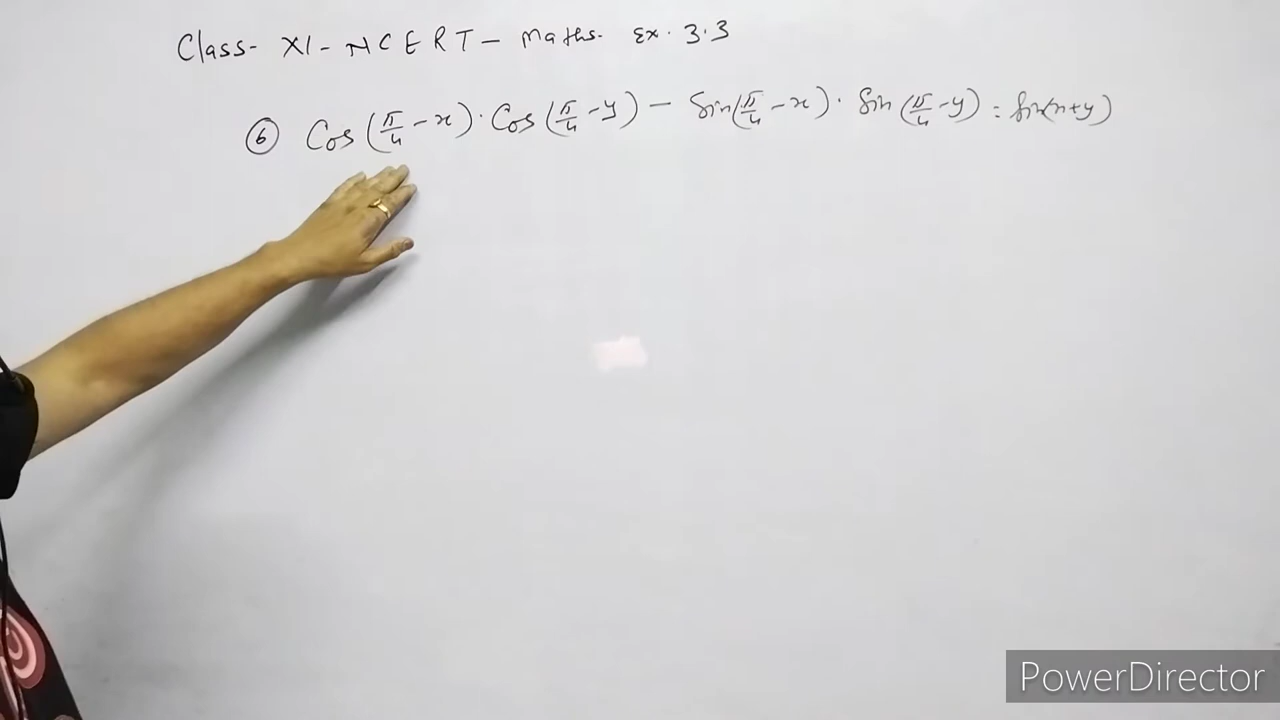 Class- XI - NCERT - Maths. Ex. 3.3
⑥ Cos(π/4 - x) · Cos(π/4 - y) - Sin(π/4 - x) · Sin(π/4 - y) = Sin(x+y)
PowerDirector